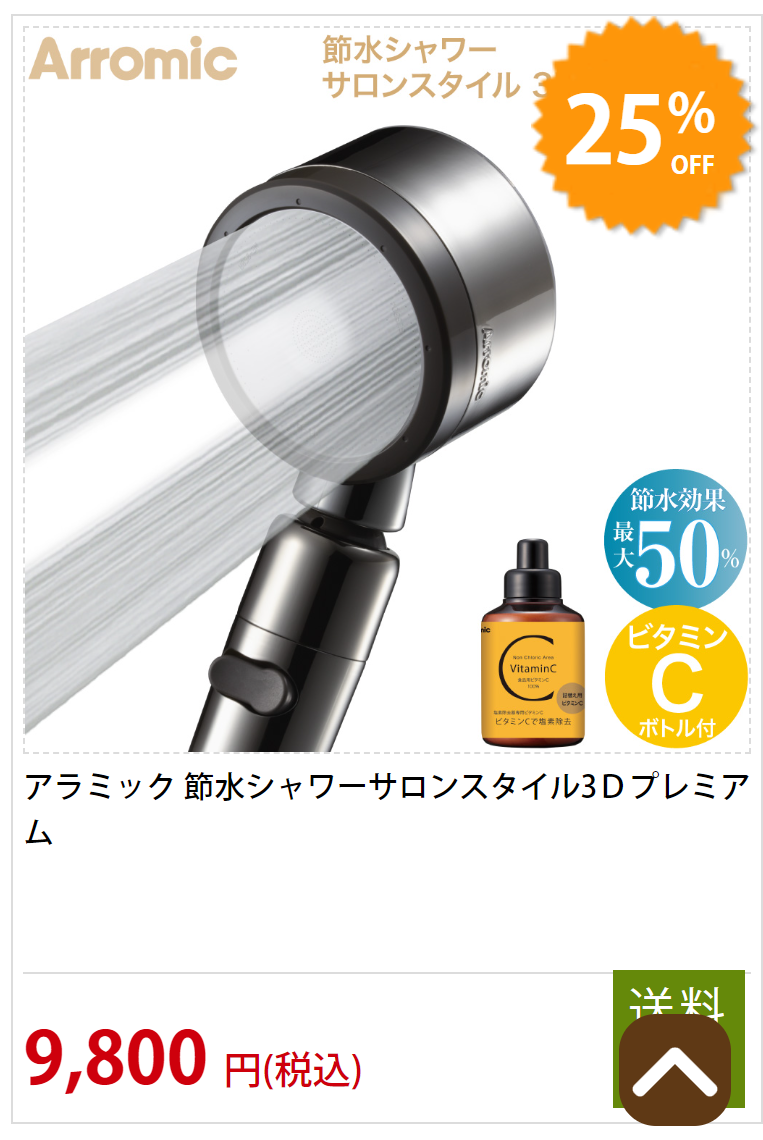 Arromic
節水シャワー
サロンスタイル 3
25%
OFF
Arromic
節水効果
最大50%
Non Chloric Area
VitaminC
100%
ビタミンCで塩素除去
ビタミン
C
ボトル付
アラミック 節水シャワーサロンスタイル3Dプレミア
ム
送料
9,800 円(税込)